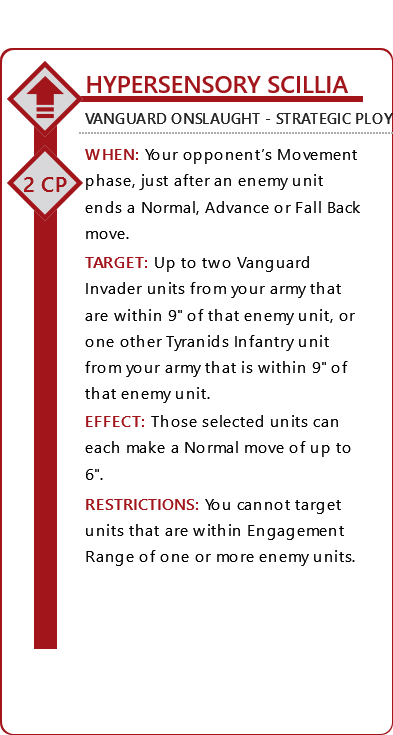 HYPERSENSORY SCILLIA
VANGUARD ONSLAUGHT - STRATEGIC PLOY
2 CP
WHEN: Your opponent's Movement
phase, just after an enemy unit
ends a Normal, Advance or Fall Back
move.
TARGET: Up to two Vanguard
Invader units from your army that
are within 9" of that enemy unit, or
one other Tyranids Infantry unit
from your army that is within 9" of
that enemy unit.
EFFECT: Those selected units can
each make a Normal move of up to
6".
RESTRICTIONS: You cannot target
units that are within Engagement
Range of one or more enemy units.